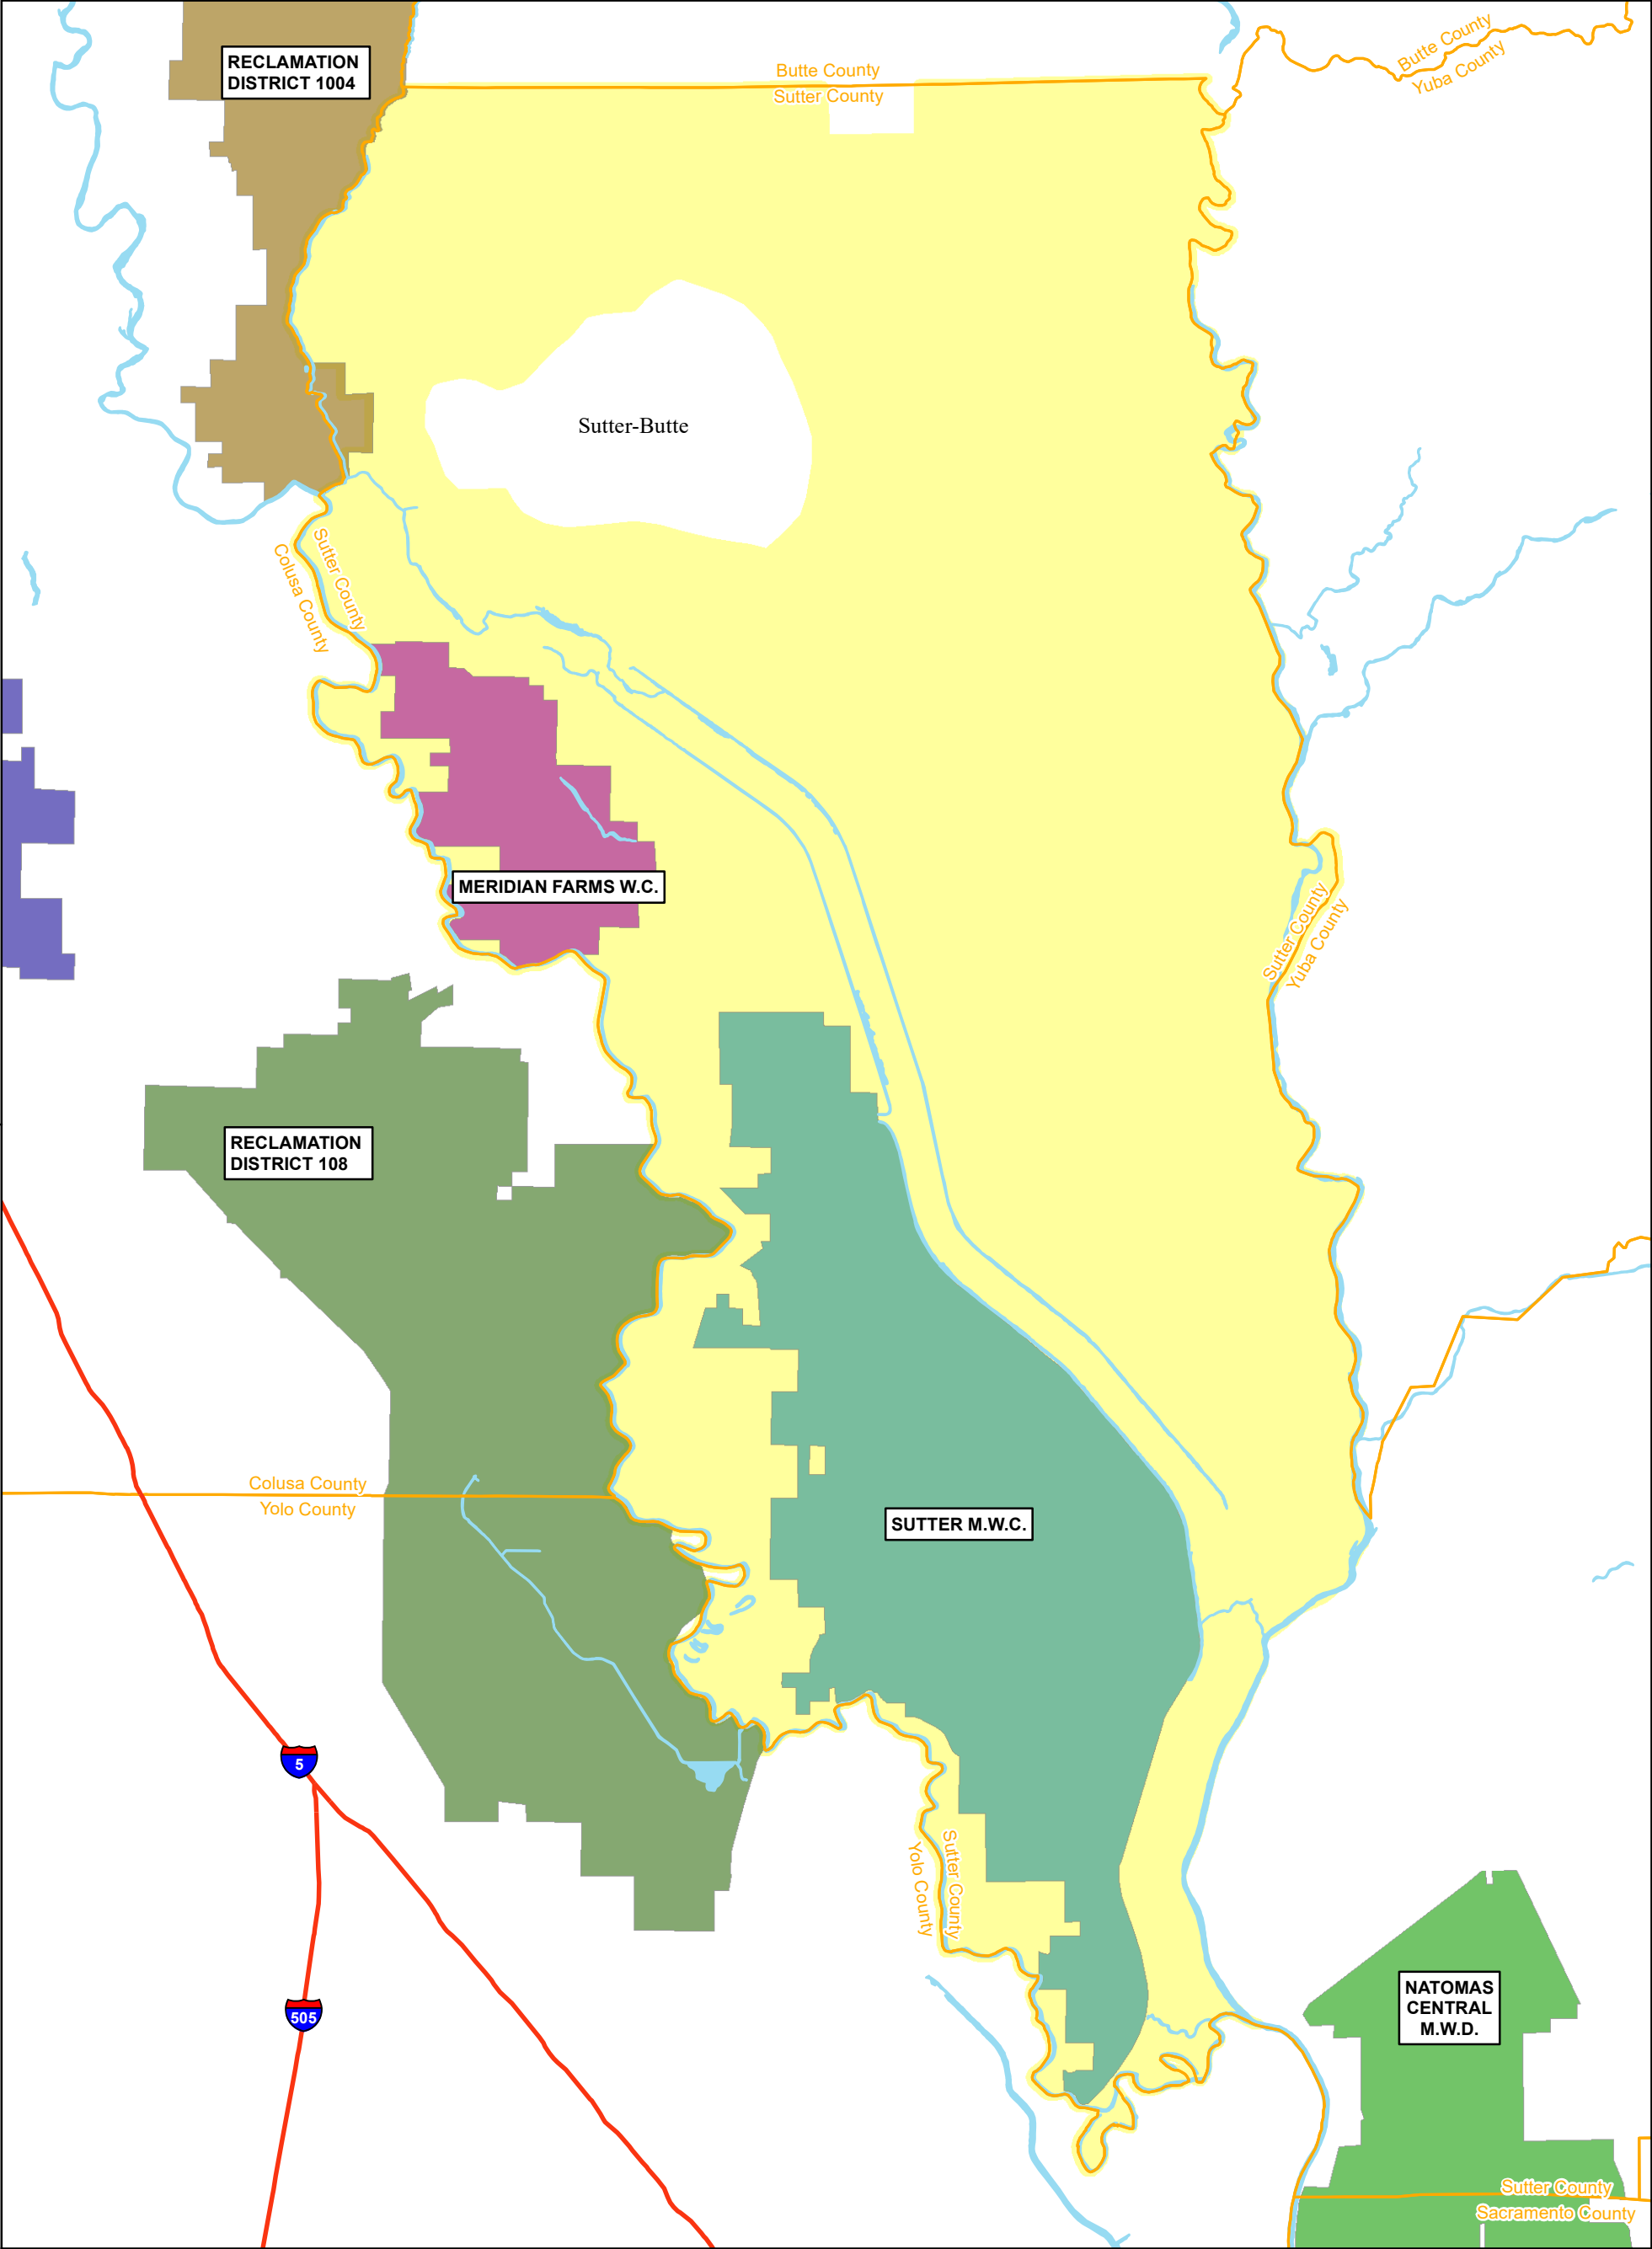 RECLAMATION
DISTRICT 1004
Butte County
Sutter County
Butte County
Yuba County
Sutter-Butte
Sutter County
Colusa County
MERIDIAN FARMS W.C.
Sutter County
Yuba County
RECLAMATION
DISTRICT 108
Colusa County
Yolo County
SUTTER M.W.C.
5
Sutter County
Yolo County
505
NATOMAS
CENTRAL
M.W.D.
Sutter County
Sacramento County